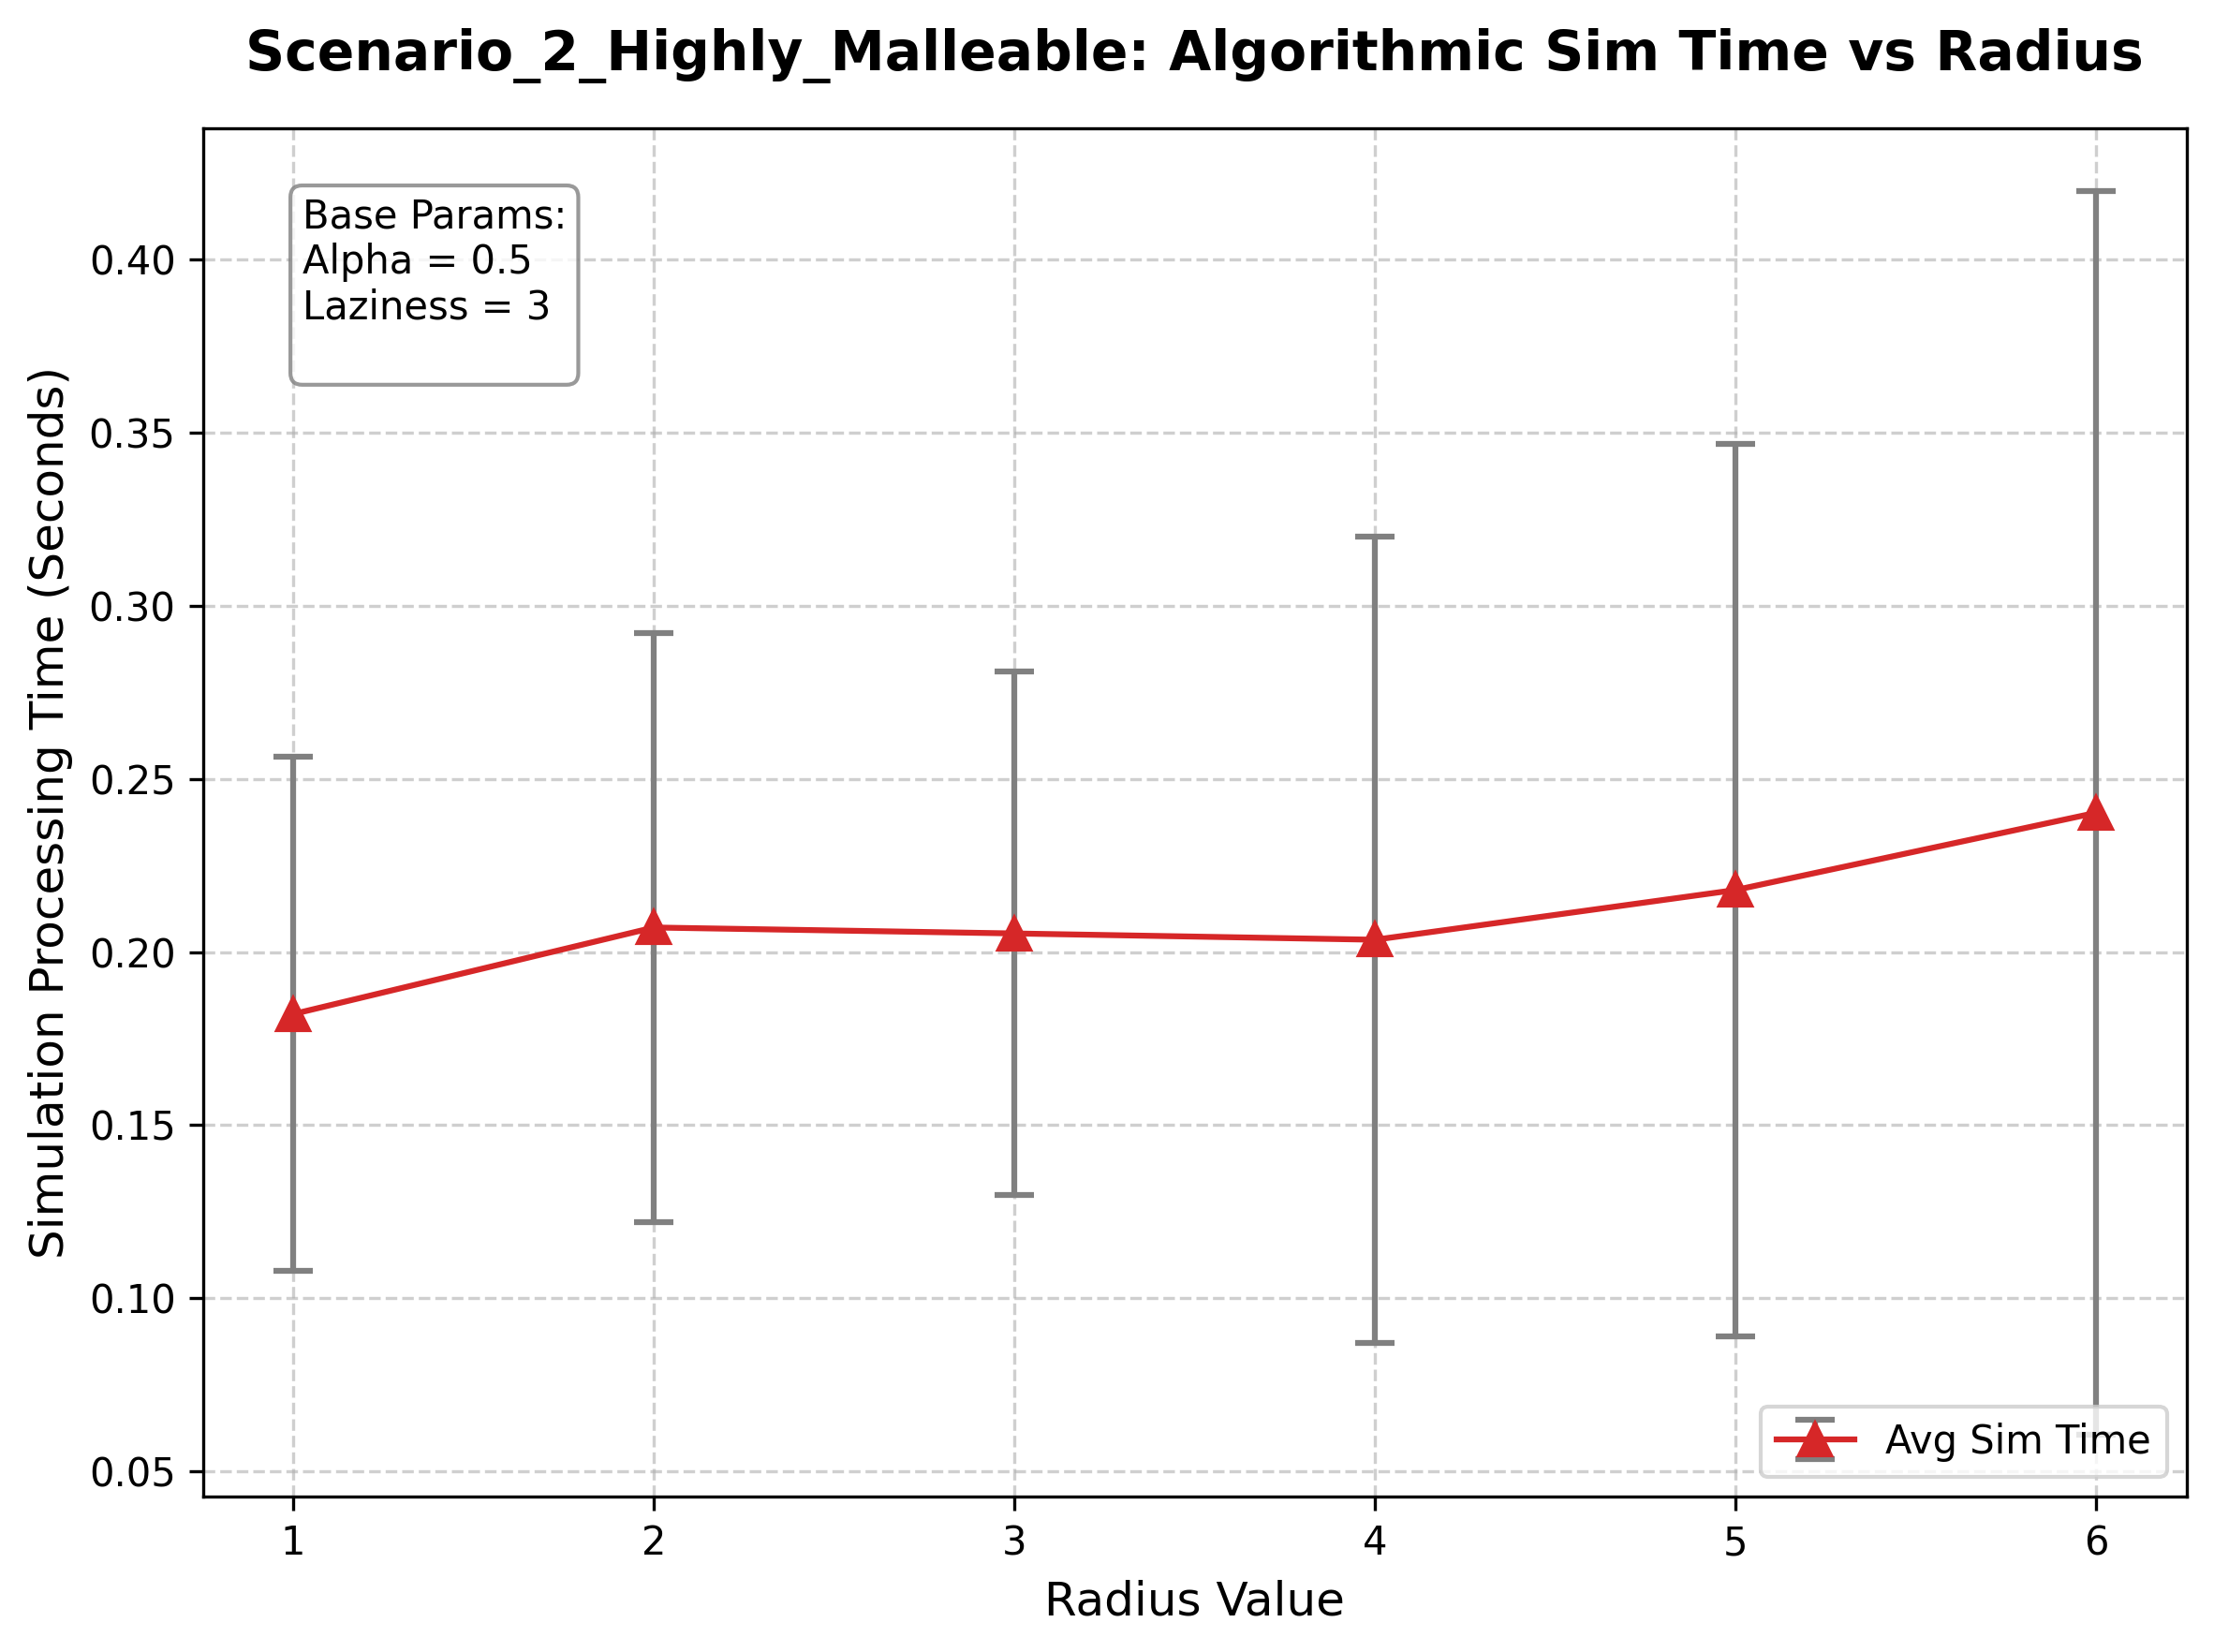 Scenario_2_Highly_Malleable: Algorithmic Sim Time vs Radius
Base Params:
Alpha = 0.5
Laziness = 3
Simulation Processing Time (Seconds)
0.40
0.35
0.30
0.25
0.20
0.15
0.10
0.05
Avg Sim Time
1 2 3 4 5 6
Radius Value